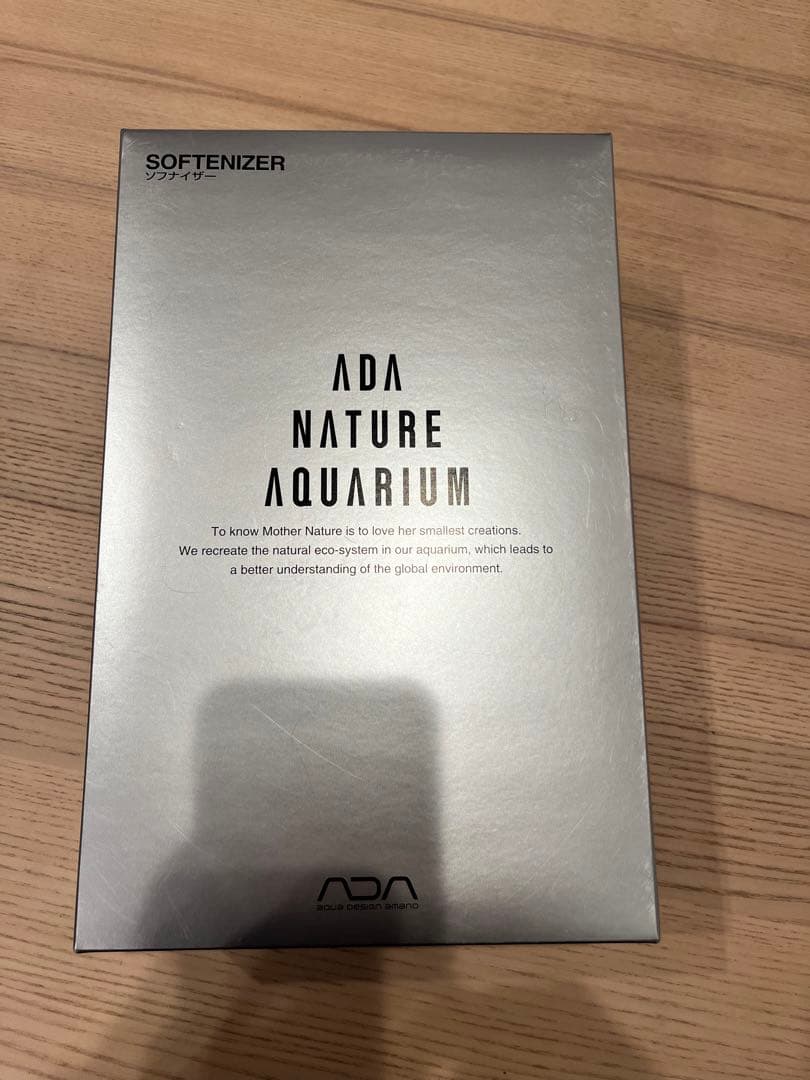 SOFTENIZER
ソフナイザー
ADA
NATURE
AQUARIUM
To know Mother Nature is to love her smallest creations.
We recreate the natural eco-system in our aquarium, which leads to
a better understanding of the global environment.
ADA
aqua design amano